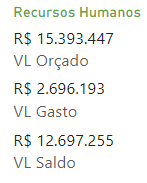 Recursos Humanos
R$ 15.393.447
VL Orçado
R$ 2.696.193
VL Gasto
R$ 12.697.255
VL Saldo